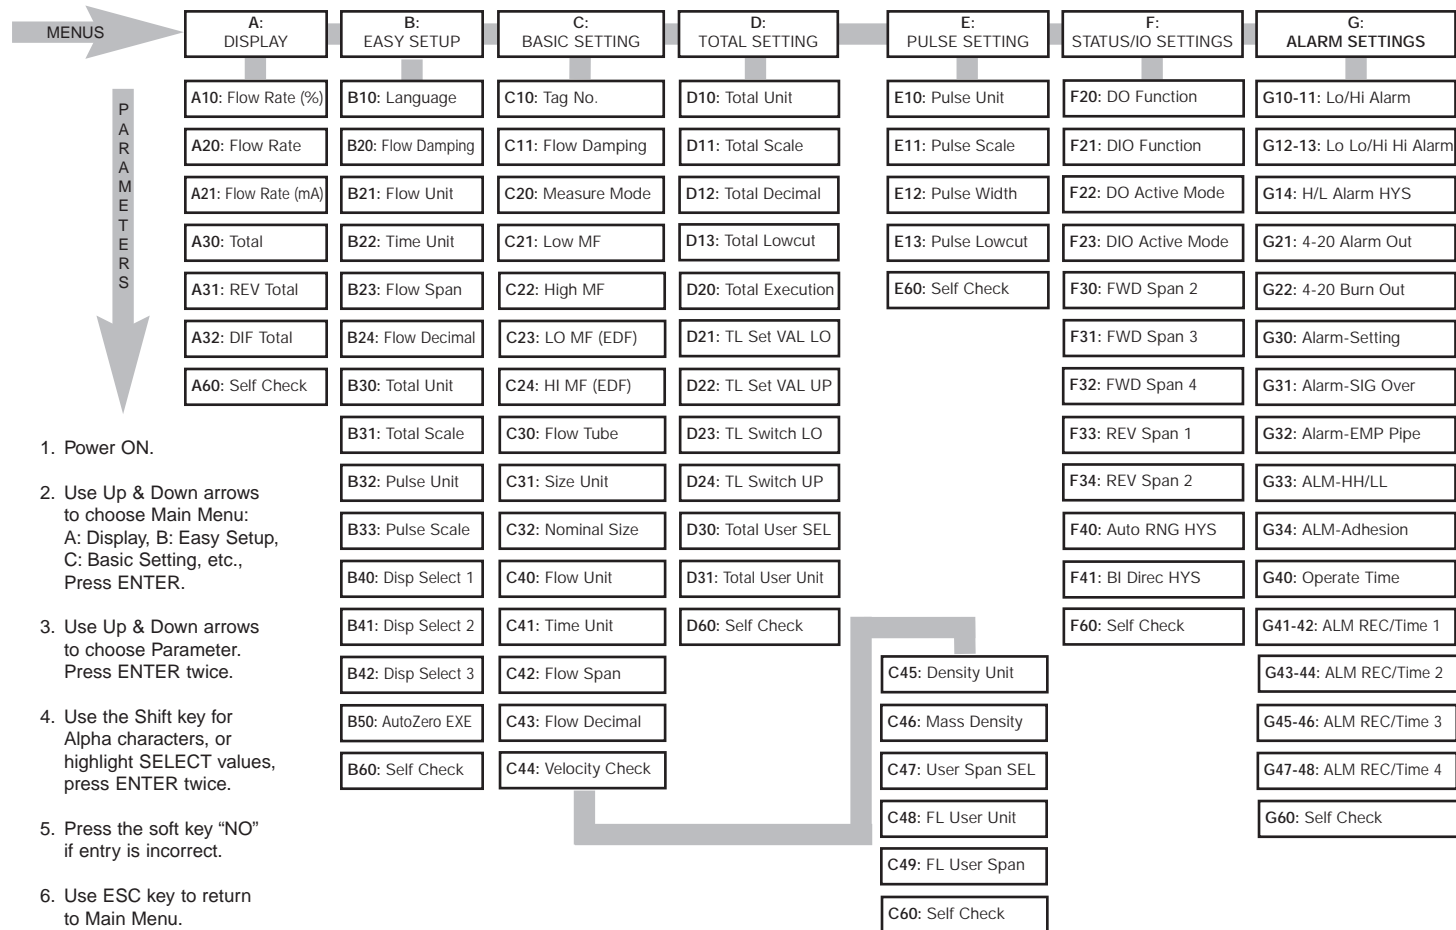 MENUS
A:
DISPLAY
B:
EASY SETUP
C:
BASIC SETTING
D:
TOTAL SETTING
E:
PULSE SETTING
F:
STATUS/IO SETTINGS
G:
ALARM SETTINGS
PARAMETERS
A10: Flow Rate (%)
A20: Flow Rate
A21: Flow Rate (mA)
A30: Total
A31: REV Total
A32: DIF Total
A60: Self Check
B10: Language
B20: Flow Damping
B21: Flow Unit
B22: Time Unit
B23: Flow Span
B24: Flow Decimal
B30: Total Unit
B31: Total Scale
B32: Pulse Unit
B33: Pulse Scale
B40: Disp Select 1
B41: Disp Select 2
B42: Disp Select 3
B50: AutoZero EXE
B60: Self Check
C10: Tag No.
C11: Flow Damping
C20: Measure Mode
C21: Low MF
C22: High MF
C23: LO MF (EDF)
C24: HI MF (EDF)
C30: Flow Tube
C31: Size Unit
C32: Nominal Size
C40: Flow Unit
C41: Time Unit
C42: Flow Span
C43: Flow Decimal
C44: Velocity Check
D10: Total Unit
D11: Total Scale
D12: Total Decimal
D13: Total Lowcut
D20: Total Execution
D21: TL Set VAL LO
D22: TL Set VAL UP
D23: TL Switch LO
D24: TL Switch UP
D30: Total User SEL
D31: Total User Unit
D60: Self Check
E10: Pulse Unit
E11: Pulse Scale
E12: Pulse Width
E13: Pulse Lowcut
E60: Self Check
C45: Density Unit
C46: Mass Density
C47: User Span SEL
C48: FL User Unit
C49: FL User Span
C60: Self Check
F20: DO Function
F21: DIO Function
F22: DO Active Mode
F23: DIO Active Mode
F30: FWD Span 2
F31: FWD Span 3
F32: FWD Span 4
F33: REV Span 1
F34: REV Span 2
F40: Auto RNG HYS
F41: BI Direc HYS
F60: Self Check
G10-11: Lo/Hi Alarm
G12-13: Lo Lo/Hi Hi Alarm
G14: H/L Alarm HYS
G21: 4-20 Alarm Out
G22: 4-20 Burn Out
G30: Alarm-Setting
G31: Alarm-SIG Over
G32: Alarm-EMP Pipe
G33: ALM-HH/LL
G34: ALM-Adhesion
G40: Operate Time
G41-42: ALM REC/Time 1
G43-44: ALM REC/Time 2
G45-46: ALM REC/Time 3
G47-48: ALM REC/Time 4
G60: Self Check
1. Power ON.
2. Use Up & Down arrows
to choose Main Menu:
A: Display, B: Easy Setup,
C: Basic Setting, etc.,
Press ENTER.
3. Use Up & Down arrows
to choose Parameter.
Press ENTER twice.
4. Use the Shift key for
Alpha characters, or
highlight SELECT values,
press ENTER twice.
5. Press the soft key “NO”
if entry is incorrect.
6. Use ESC key to return
to Main Menu.